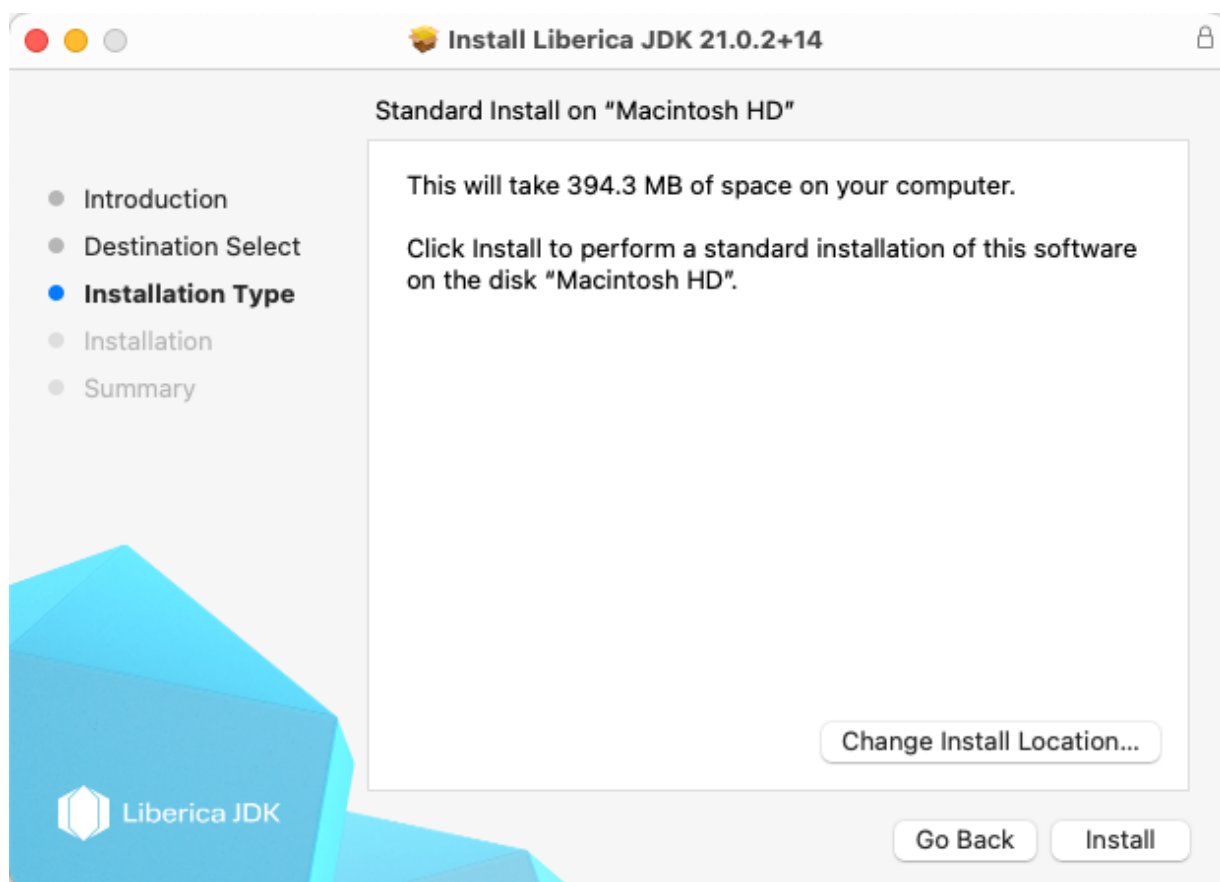 Install Liberica JDK 21.0.2+14
Standard Install on “Macintosh HD”
Introduction
Destination Select
Installation Type
Installation
Summary
This will take 394.3 MB of space on your computer.
Click Install to perform a standard installation of this software
on the disk “Macintosh HD”.
Change Install Location...
Liberica JDK
Go Back
Install